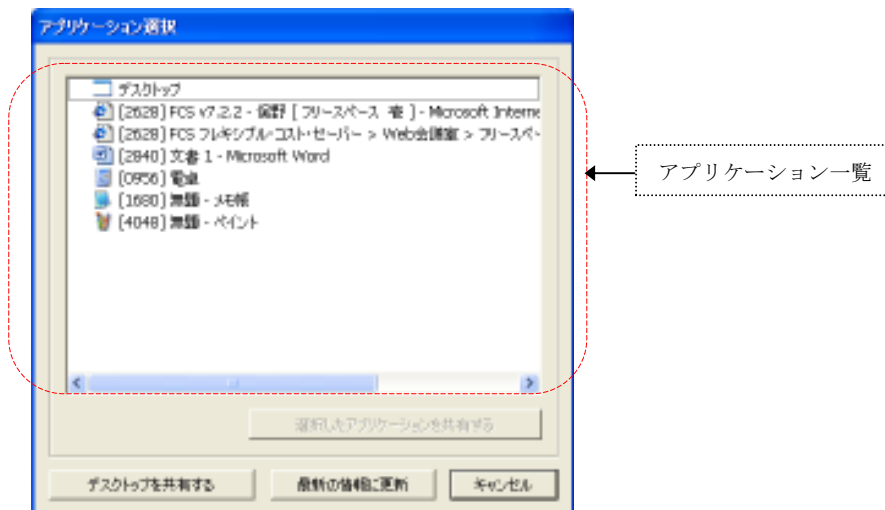 アプリケーション選択
デスクトップ
[2628] FCS v7.2.2 - 保野 [ フリースペース 壱 ] - Microsoft Interne
[2628] FCS フレキシブル・コスト・セーバー > Web会議室 > フリースペ
[2840] 文書 1 - Microsoft Word
[0956] 電卓
[1680] 無題 - メモ帳
[4048] 無題 - ペイント
アプリケーション一覧
選択したアプリケーションを共有する
デスクトップを共有する
最新の情報に更新
キャンセル